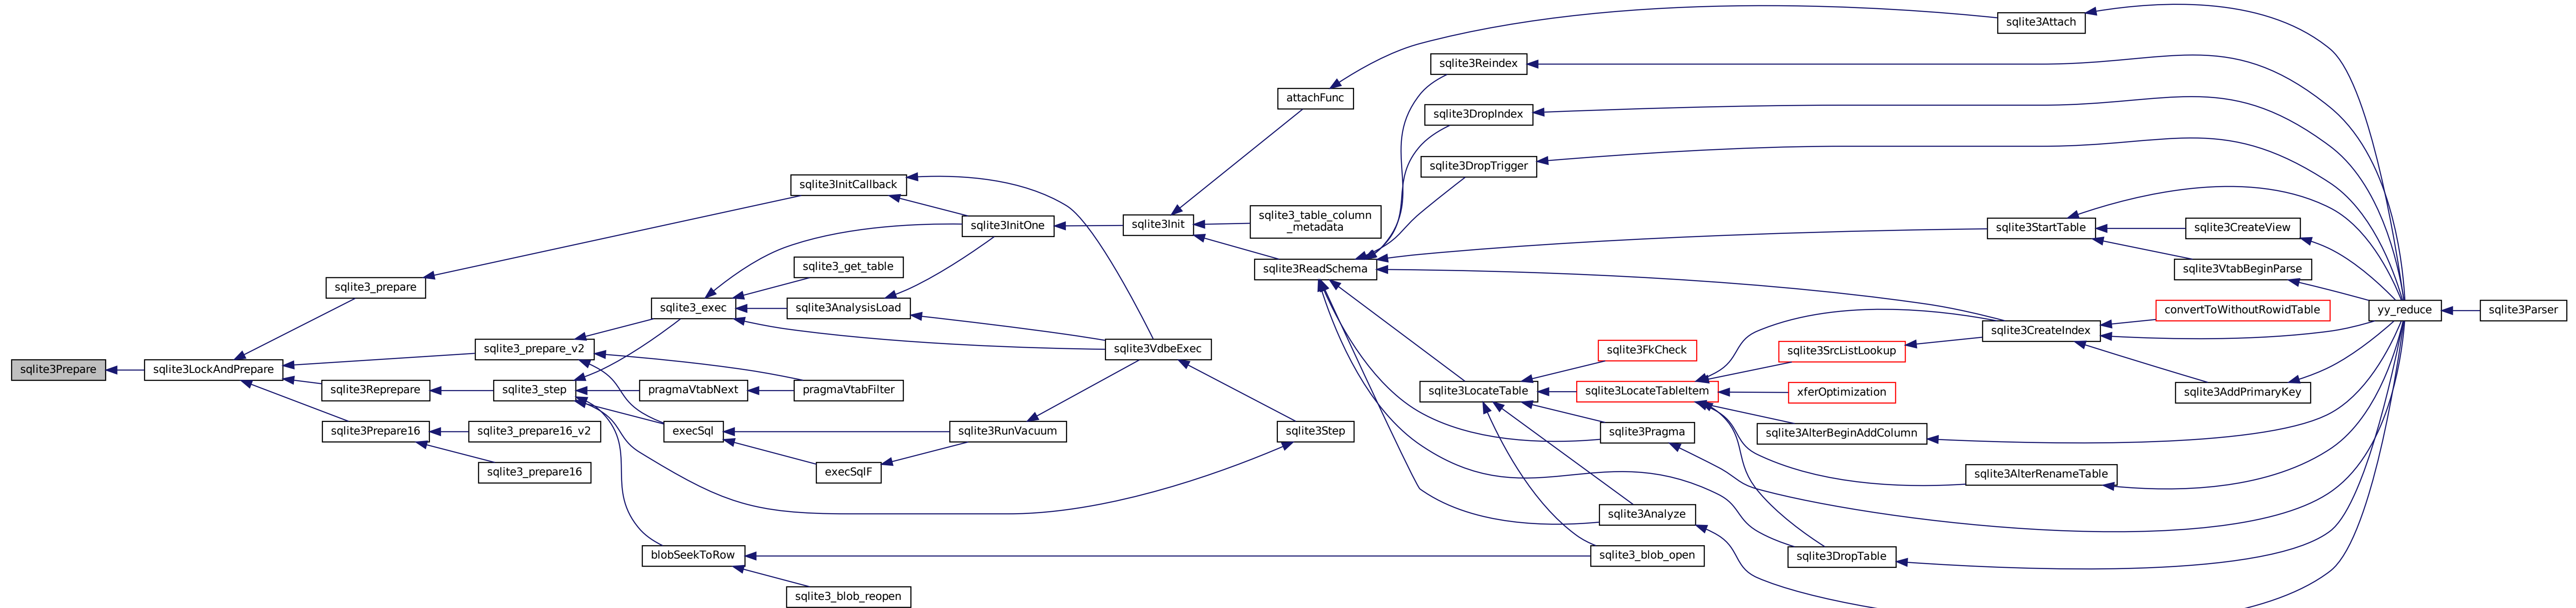 sqlite3Attach
sqlite3Reindex
attachFunc
sqlite3DropIndex
sqlite3DropTrigger
sqlite3InitCallback
sqlite3_table_column
_metadata
sqlite3Init
sqlite3InitOne
sqlite3StartTable
sqlite3CreateView
sqlite3_get_table
sqlite3ReadSchema
sqlite3VtabBeginParse
sqlite3_prepare
sqlite3_exec
sqlite3AnalysisLoad
convertToWithoutRowidTable
yy_reduce
sqlite3Parser
sqlite3CreateIndex
sqlite3_prepare_v2
sqlite3VdbeExec
sqlite3FkCheck
sqlite3SrcListLookup
sqlite3Prepare
sqlite3LockAndPrepare
sqlite3Reprepare
sqlite3_step
pragmaVtabNext
pragmaVtabFilter
sqlite3LocateTable
sqlite3LocateTableItem
xferOptimization
sqlite3AddPrimaryKey
sqlite3Prepare16
sqlite3_prepare16_v2
execSql
sqlite3RunVacuum
sqlite3Step
sqlite3Pragma
sqlite3AlterBeginAddColumn
sqlite3_prepare16
execSqlF
sqlite3AlterRenameTable
sqlite3Analyze
blobSeekToRow
sqlite3_blob_open
sqlite3DropTable
sqlite3_blob_reopen